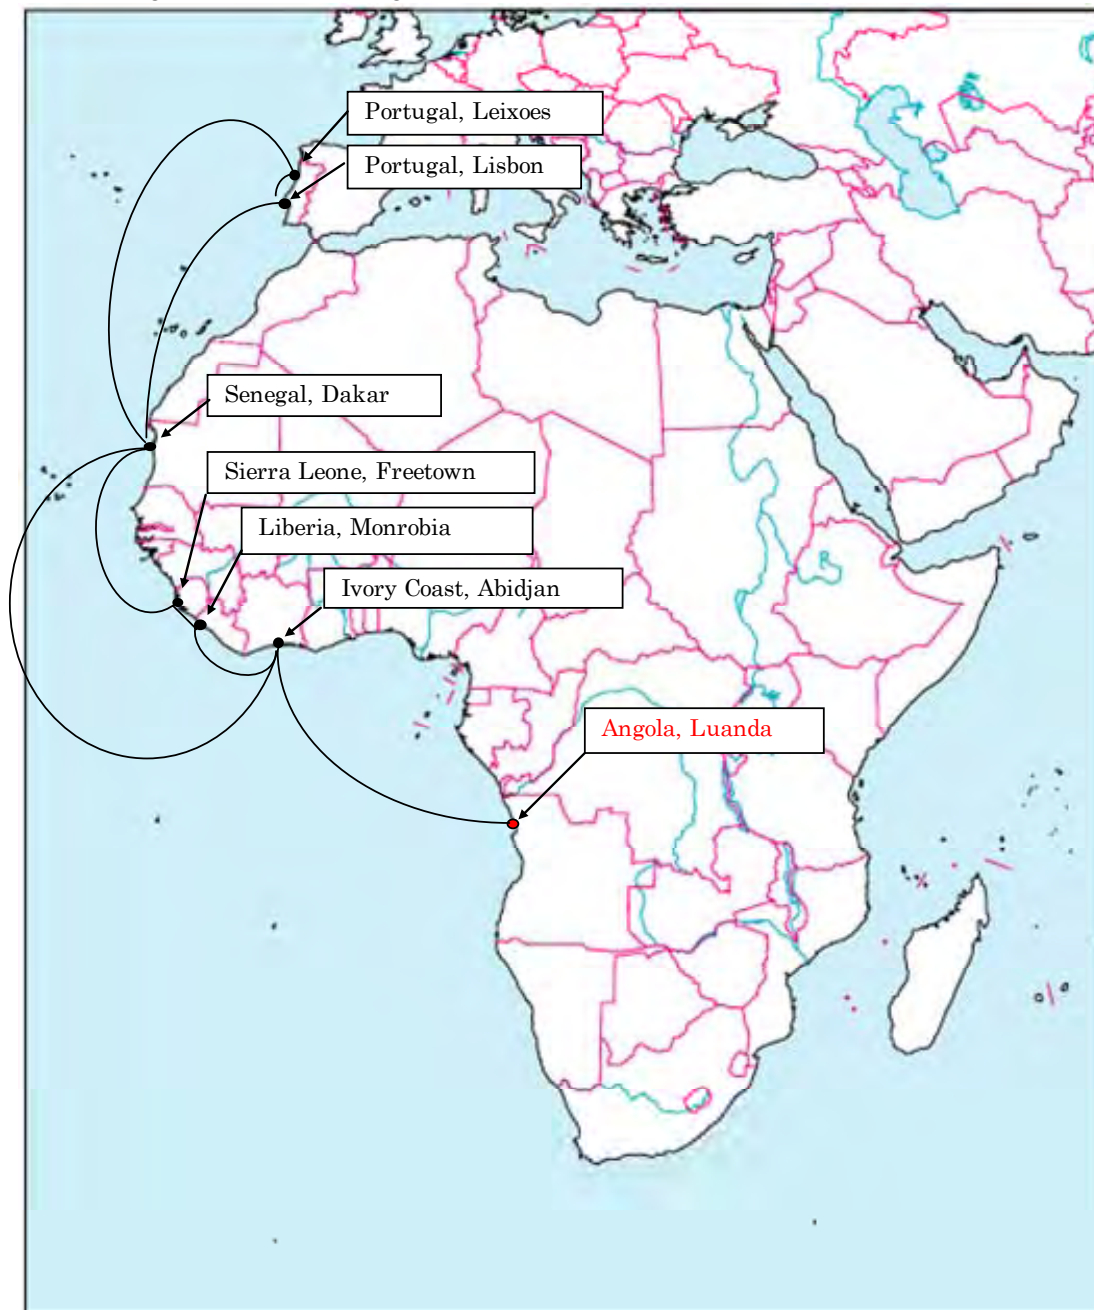 Portugal, Leixoes
Portugal, Lisbon
Senegal, Dakar
Sierra Leone, Freetown
Liberia, Monrobia
Ivory Coast, Abidjan
Angola, Luanda